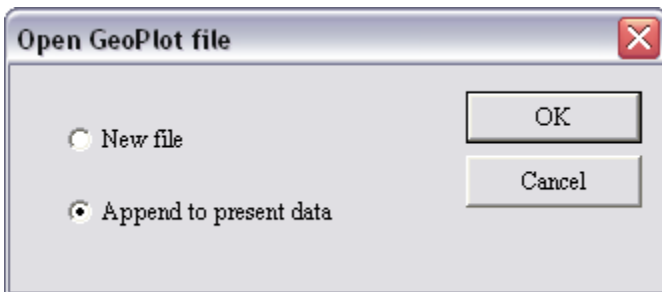 Open GeoPlot file
OK
New file
Cancel
Append to present data